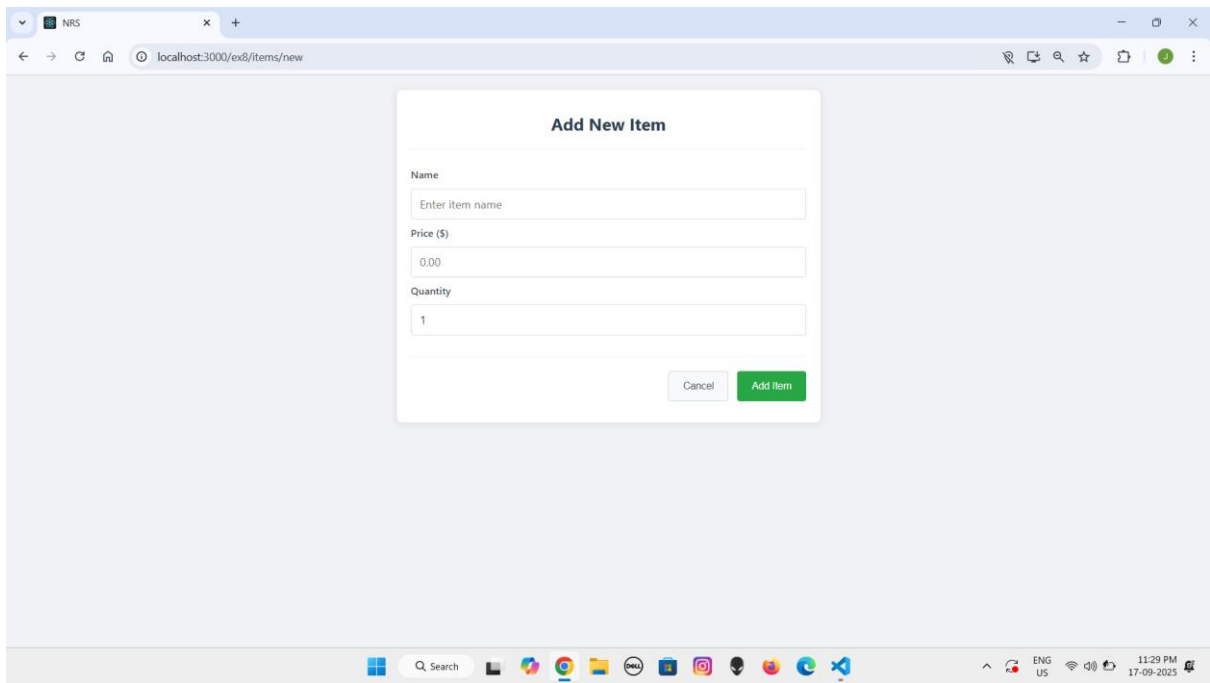 NRS
localhost:3000/ex8/items/new
J
Add New Item
Name
Enter item name
Price ($)
0.00
Quantity
1
Cancel
Add Item
Search
DELL
ENG
US
11:29 PM
17-09-2025